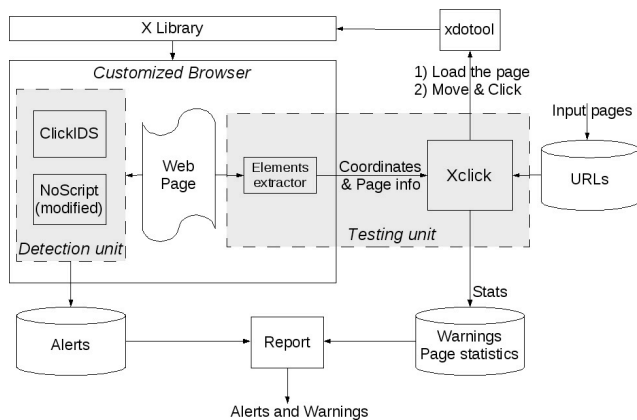 X Library
xdotool
Customized Browser
1) Load the page
2) Move & Click
ClickIDS
NoScript
(modified)
Detection unit
Web
Page
Elements
extractor
Coordinates
& Page info
Xclick
Testing unit
Input pages
URLs
Stats
Alerts
Report
Warnings
Page statistics
Alerts and Warnings